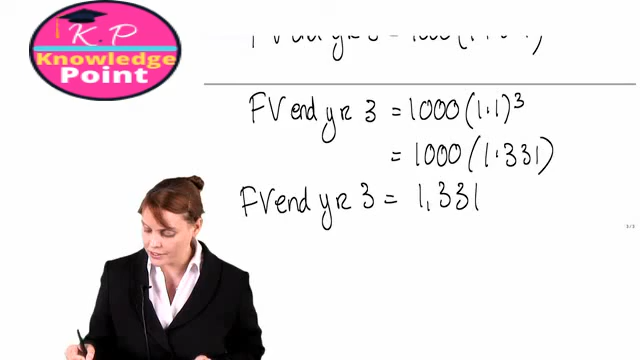 K.P
Knowledge
Point
FV end yr 3 = 1000(1.1)³
= 1000 (1.331)
FV end yr 3 = 1,331